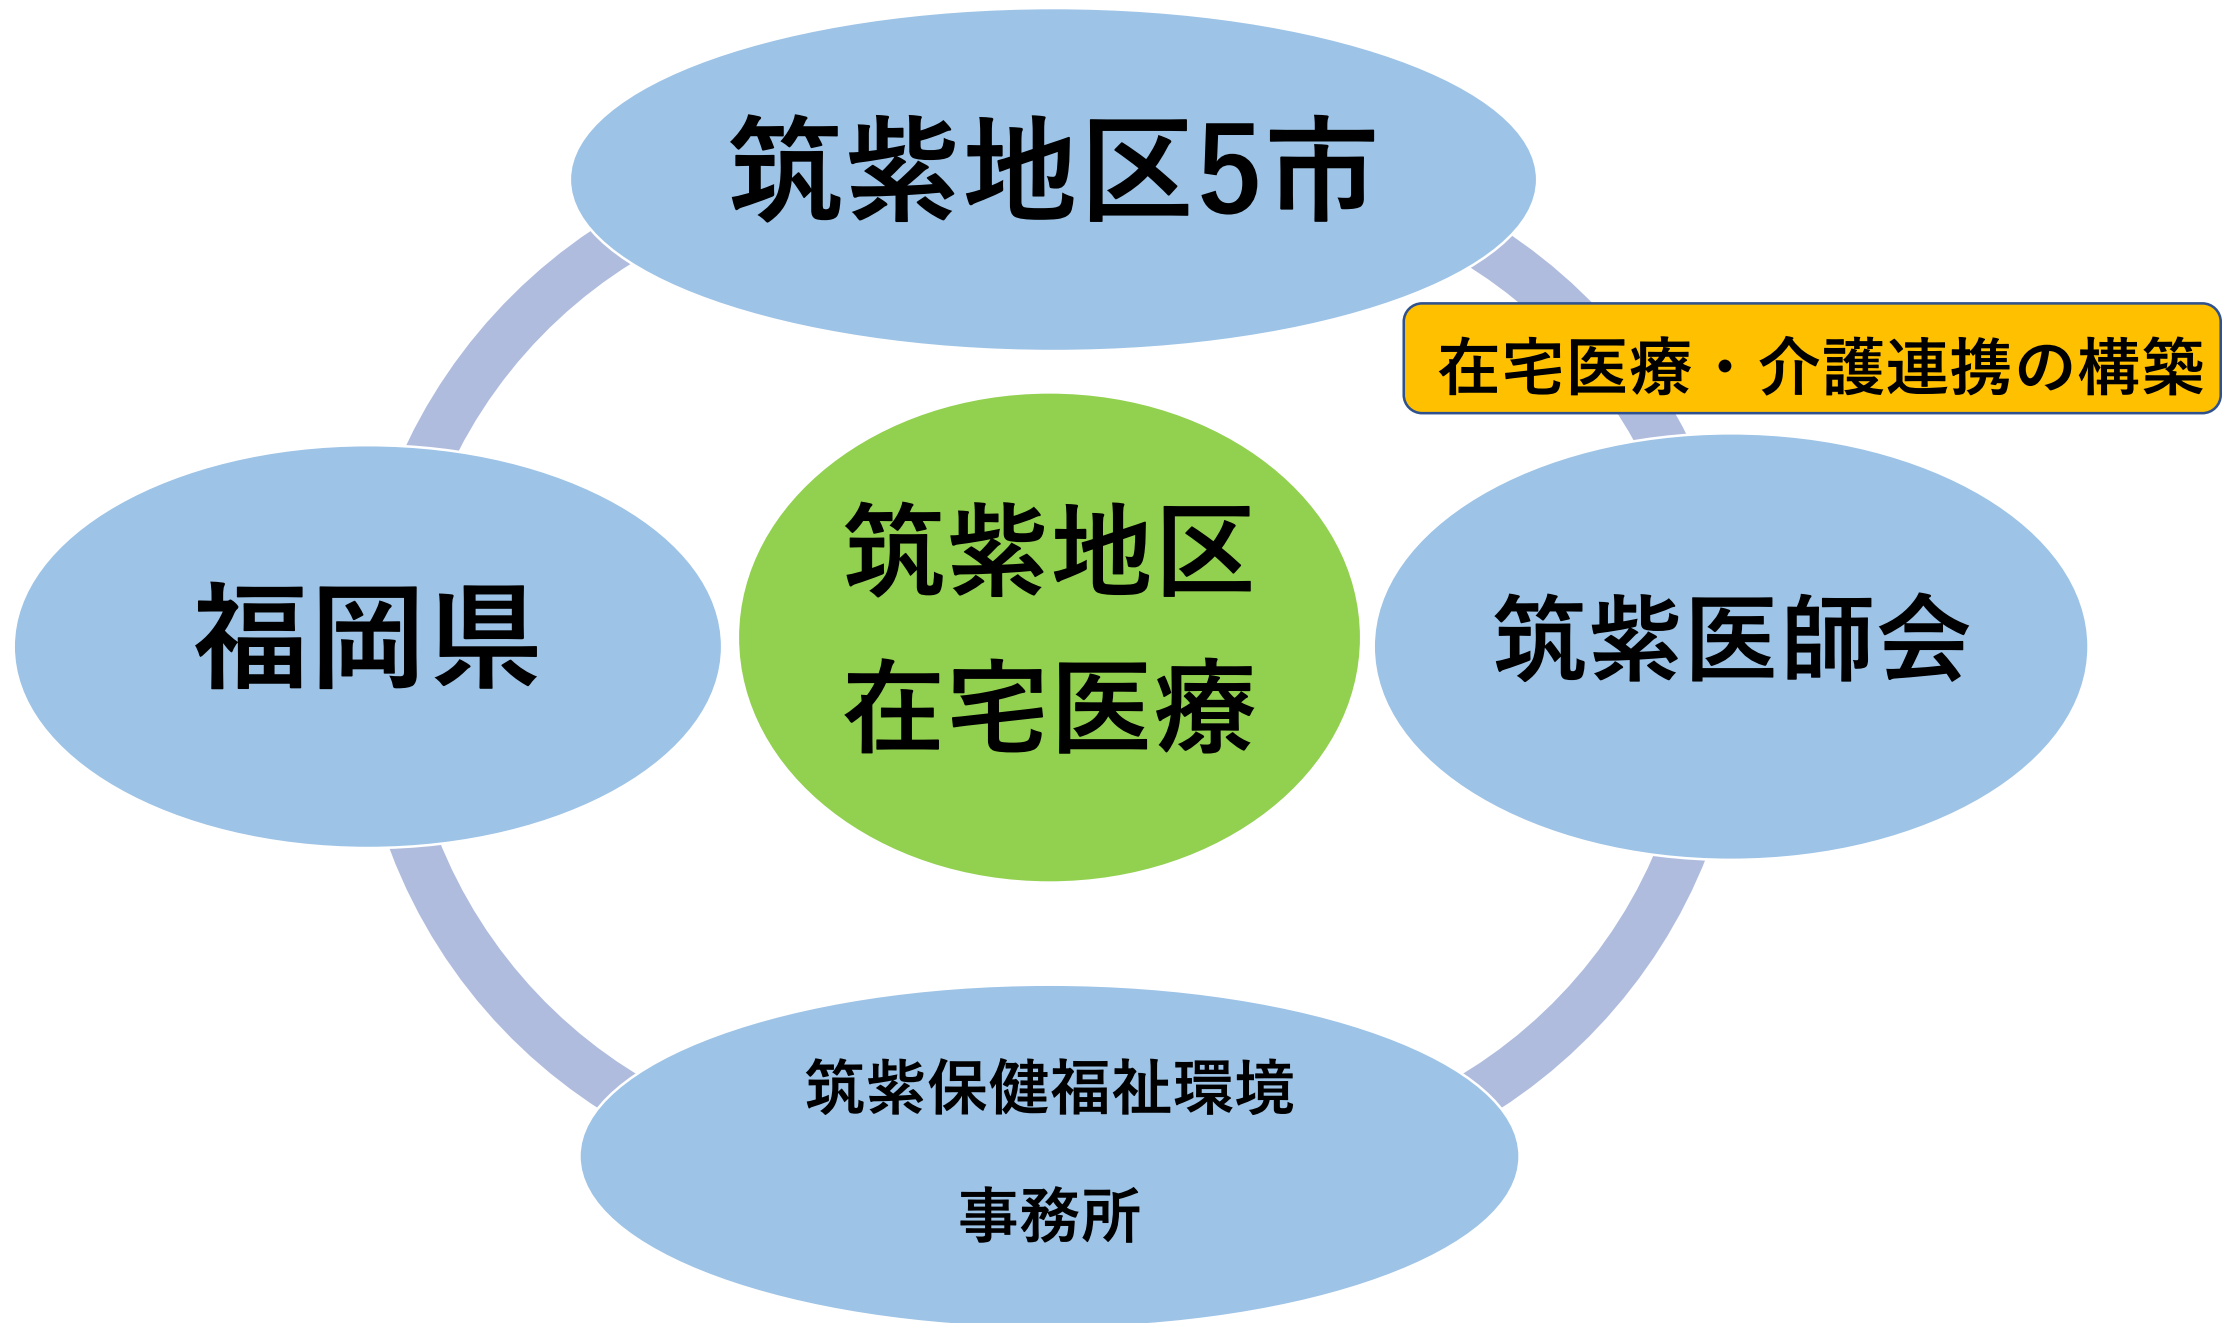 筑紫地区5市
在宅医療・介護連携の構築
筑紫地区
在宅医療
福岡県
筑紫医師会
筑紫保健福祉環境
事務所